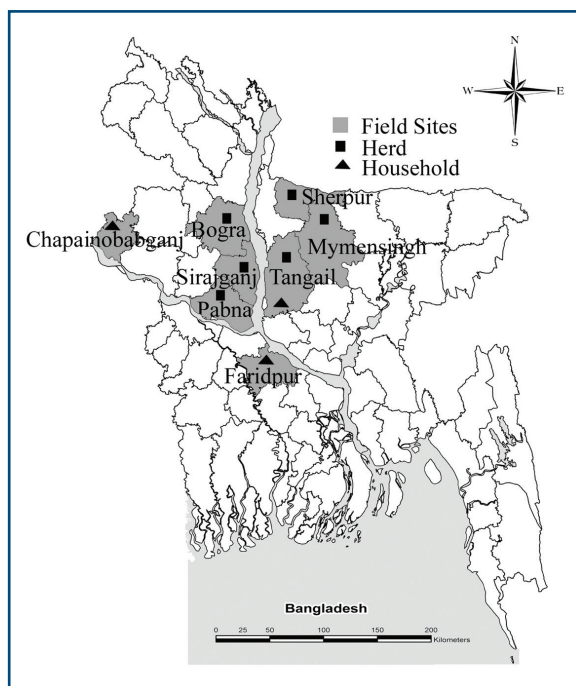 N
W E
S
Field Sites
Herd
Household
Sherpur
Chapainobabganj
Bogra
Mymensingh
Sirajganj
Tangail
Pabna
Faridpur
Bangladesh
0 25 50 100 150 200
Kilometers